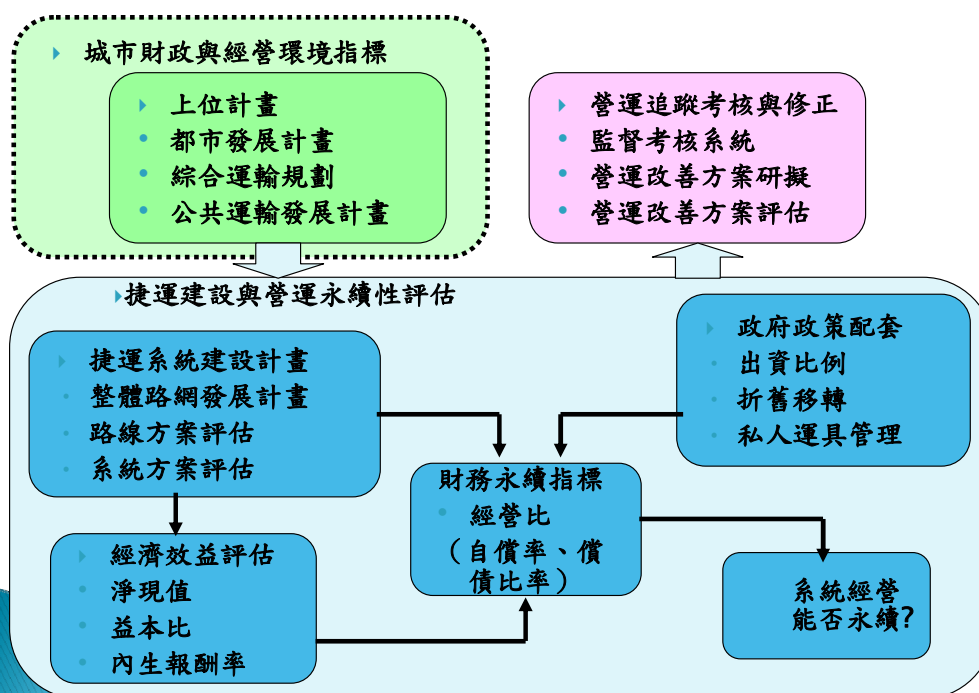 城市財政與經營環境指標
上位計畫
都市發展計畫
綜合運輸規劃
公共運輸發展計畫
營運追蹤考核與修正
監督考核系統
營運改善方案研擬
營運改善方案評估
捷運建設與營運永續性評估
捷運系統建設計畫
整體路網發展計畫
路線方案評估
系統方案評估
政府政策配套
出資比例
折舊移轉
私人運具管理
財務永續指標
經營比
(自償率、償
債比率)
經濟效益評估
淨現值
益本比
內生報酬率
系統經營
能否永續?